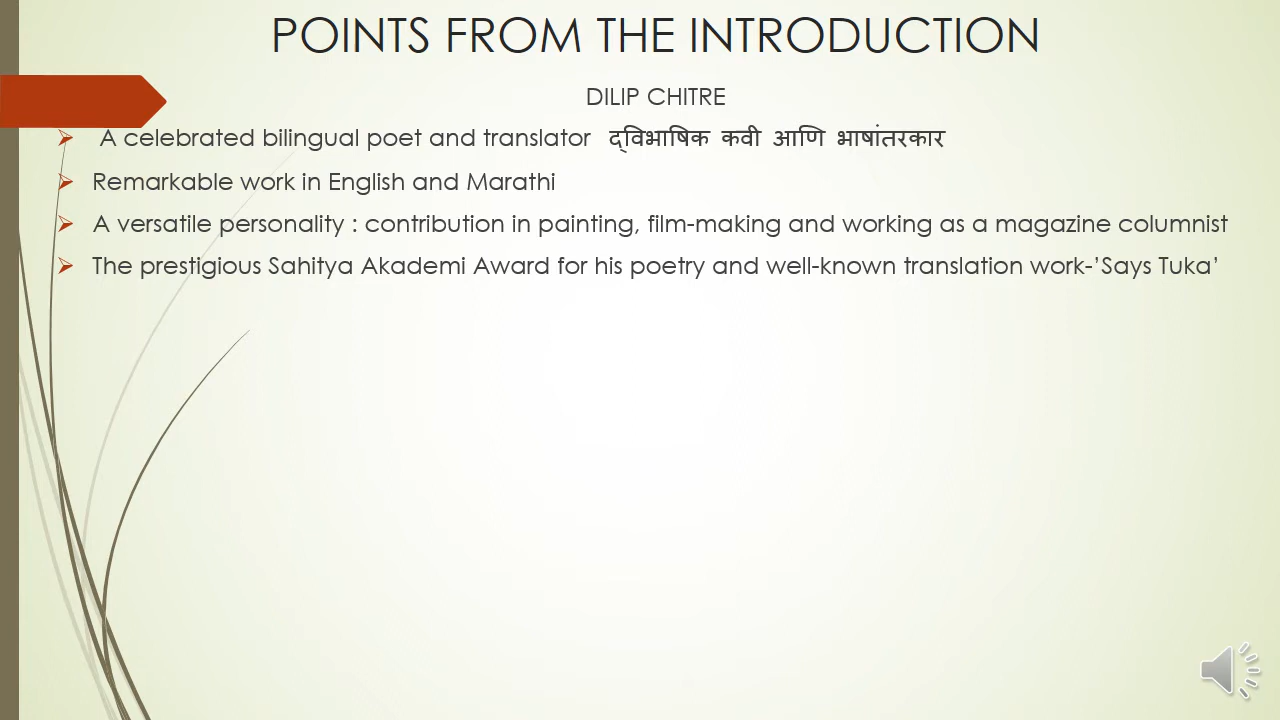 POINTS FROM THE INTRODUCTION
DILIP CHITRE
A celebrated bilingual poet and translator द्विभाषिक कवी आणि भाषांतरकार
Remarkable work in English and Marathi
A versatile personality : contribution in painting, film-making and working as a magazine columnist
The prestigious Sahitya Akademi Award for his poetry and well-known translation work-’Says Tuka’